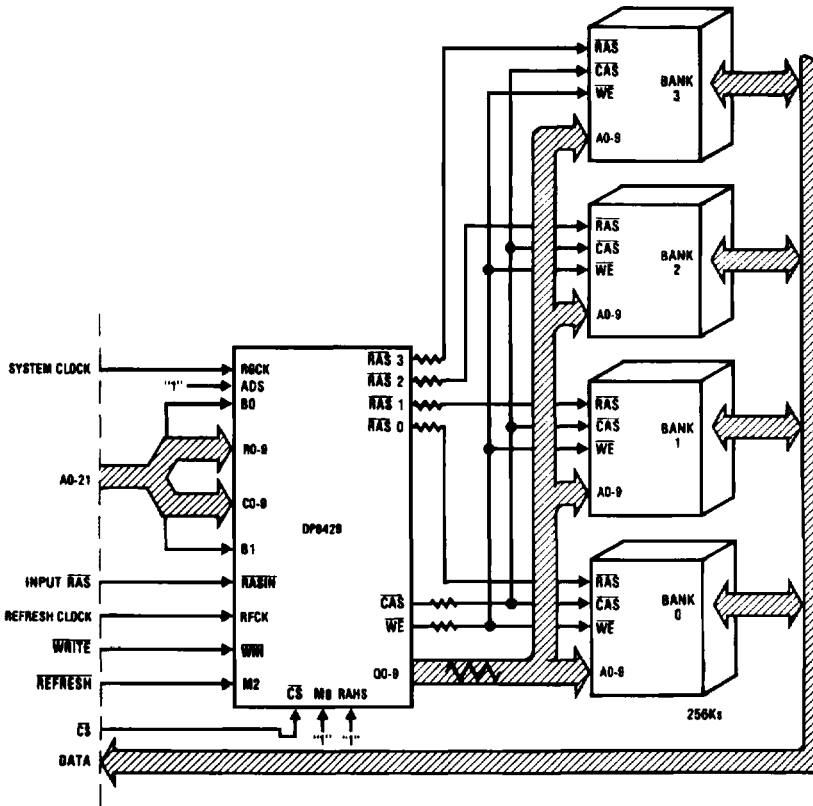 RAS
CAS
WE
A0-9
BANK
3
RAS
CAS
WE
A0-9
BANK
2
RAS
CAS
WE
A0-9
BANK
1
RAS
CAS
WE
A0-9
BANK
0
256Ks
SYSTEM CLOCK
"1"
A0-21
INPUT RAS
REFRESH CLOCK
WRITE
REFRESH
CS
DATA
RGCK
ADS
B0
R0-9
C0-9
B1
RASIN
RFCK
WIN
M2
DP8429
RAS 3
RAS 2
RAS 1
RAS 0
CAS
WE
Q0-9
CS M0 RAHS
"1" "1"